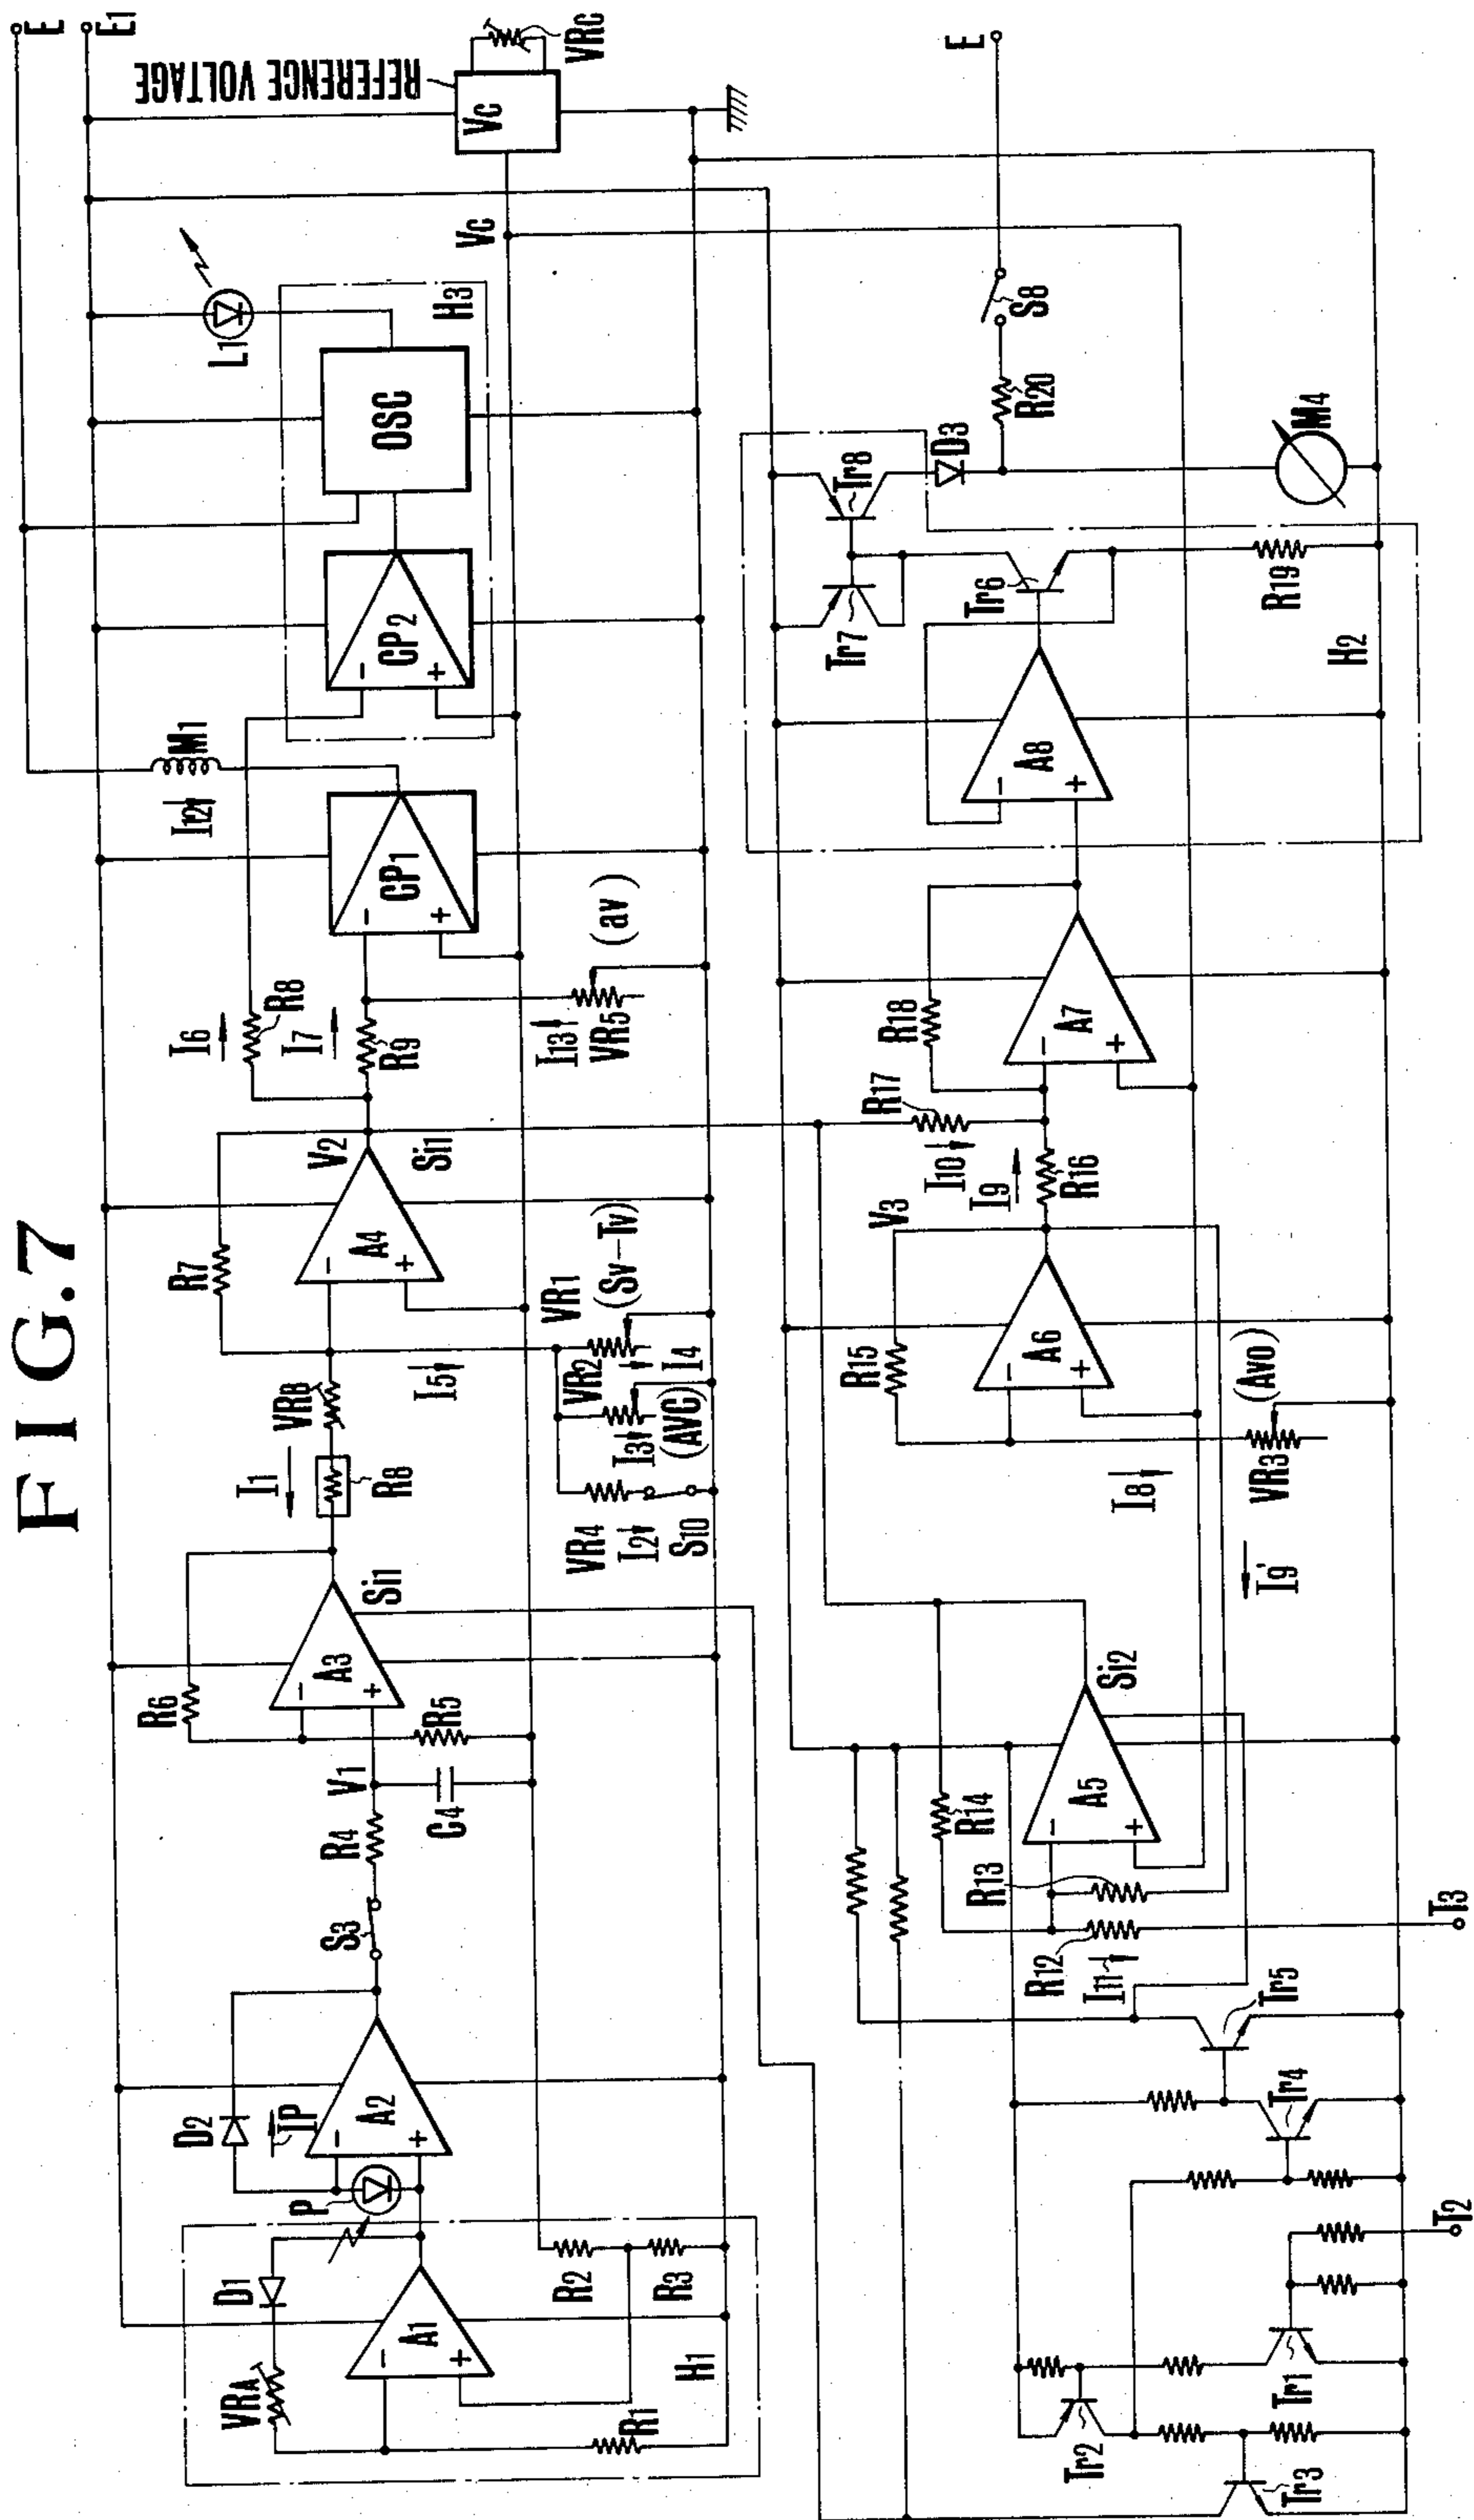 FIG.7
E
E1
REFERENCE VOLTAGE
VC
VRC
VC
L1
H3
OSC
CP2
-
+
M1
I12
CP1
-
+
I6
R8
I7
R9
I13
VR5
(av)
V2
Si1
R7
A4
-
+
VR1
(Sv-Tv)
I5
VR2
I4
I3
(AVC)
VR4
I2
S10
VRB
I1
R8
Si1
R6
A3
-
+
R5
V1
C4
R4
S3
D2
IP
A2
-
+
P
D1
R2
R3
VRA
A1
-
+
H1
R1
E
S8
R20
D3
M4
Tr8
Tr7
Tr6
R19
H2
A8
-
+
R18
A7
-
+
R17
I10
I9
R16
V3
R15
A6
-
+
(AVO)
VR3
I8
I9'
Si2
A5
-
+
R14
R13
R12
I11
T3
Tr5
Tr4
T2
Tr1
Tr2
Tr3